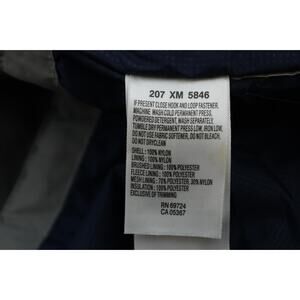 207 XM 5846
IF PRESENT CLOSE HOOK AND LOOP FASTENER,
MACHINE WASH COLD PERMANENT PRESS,
POWDERED DETERGENT, WASH SEPARATELY,
TUMBLE DRY PERMANENT PRESS LOW, IRON LOW,
DO NOT USE FABRIC SOFTENER, DO NOT BLEACH
DO NOT DRYCLEAN
SHELL : 100% NYLON
LINING : 100% NYLON
BRUSHED LINING : 100% POLYESTER
FLEECE LINING : 100% POLYESTER
MESH LINING : 70% POLYESTER, 30% NYLON
INSULATION : 100% POLYESTER
EXCLUSIVE OF TRIMMING
RN 69724
CA 05367